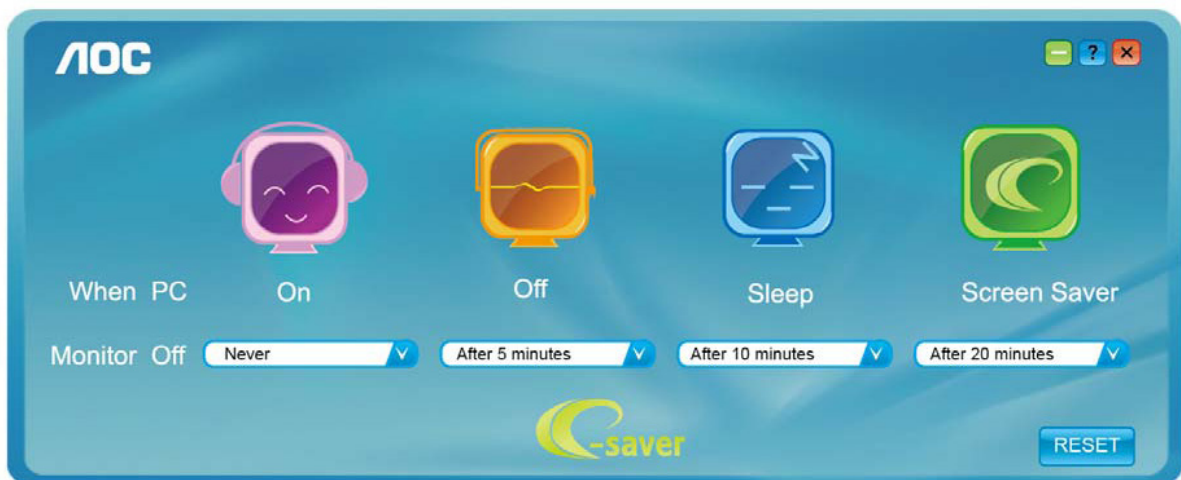 AOC
?
When PC On Off Sleep Screen Saver
Monitor Off Never After 5 minutes After 10 minutes After 20 minutes
e-saver
RESET